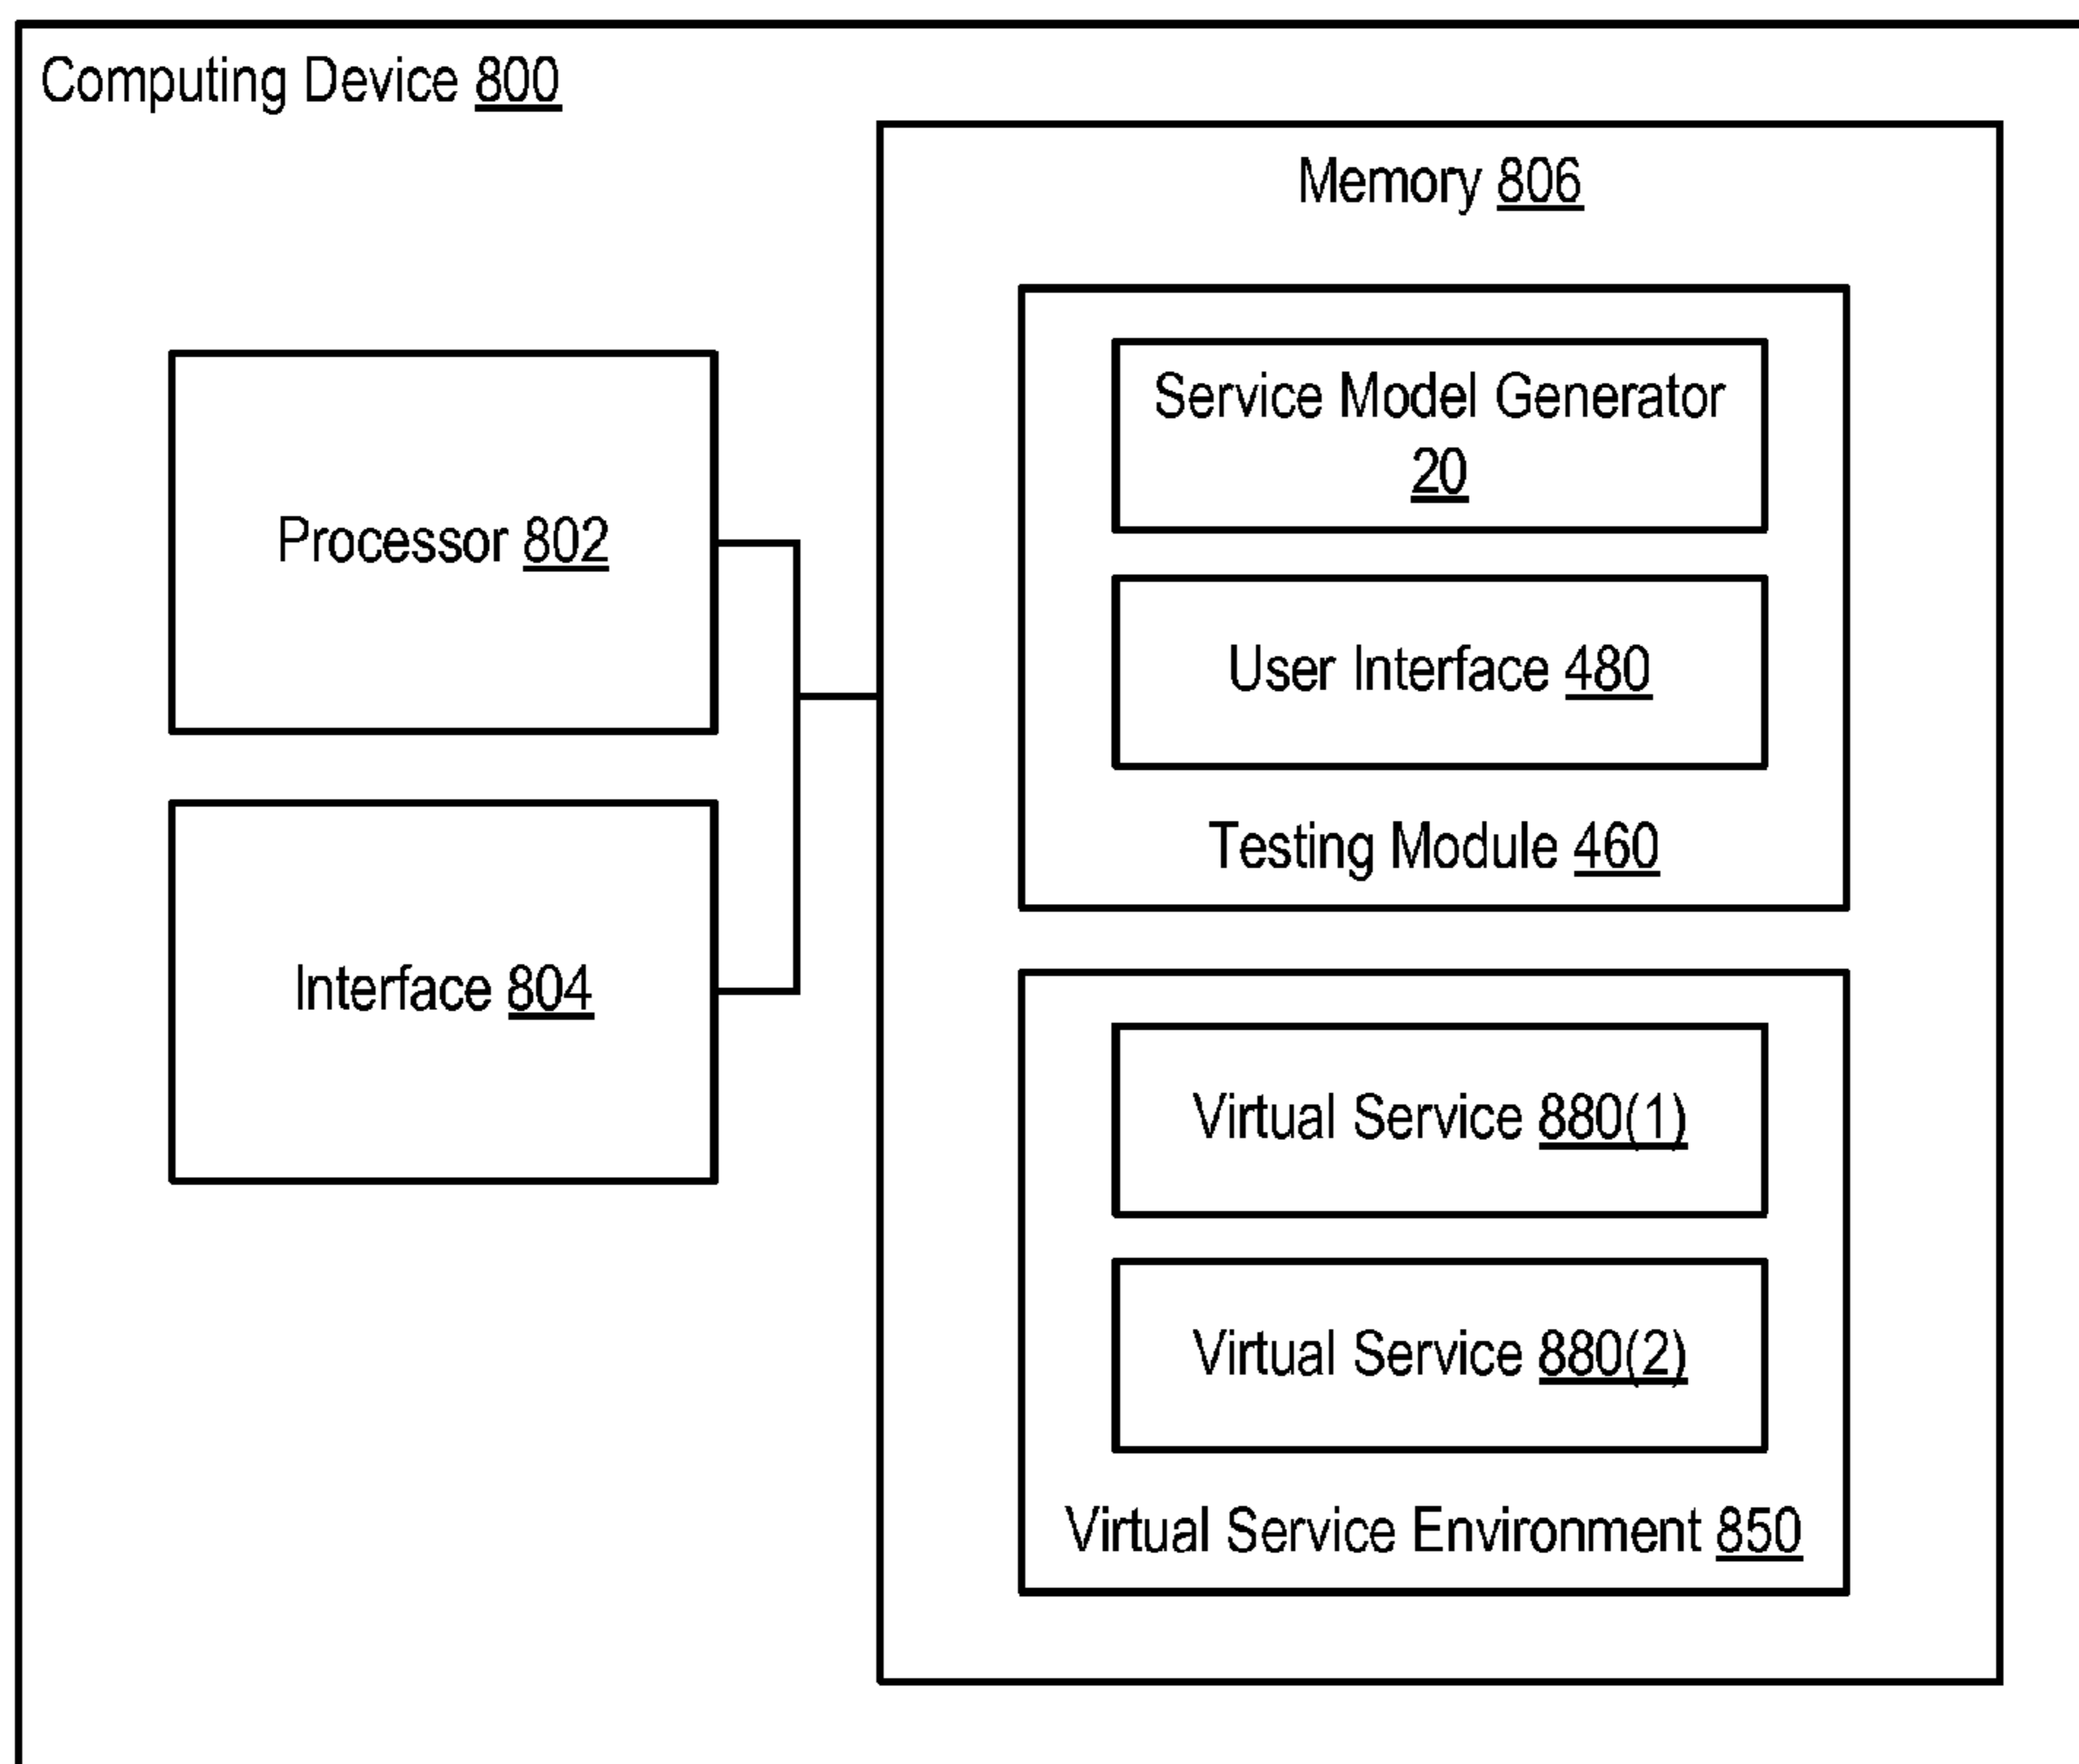 Computing Device 800
Memory 806
Service Model Generator
20
Processor 802
User Interface 480
Testing Module 460
Interface 804
Virtual Service 880(1)
Virtual Service 880(2)
Virtual Service Environment 850